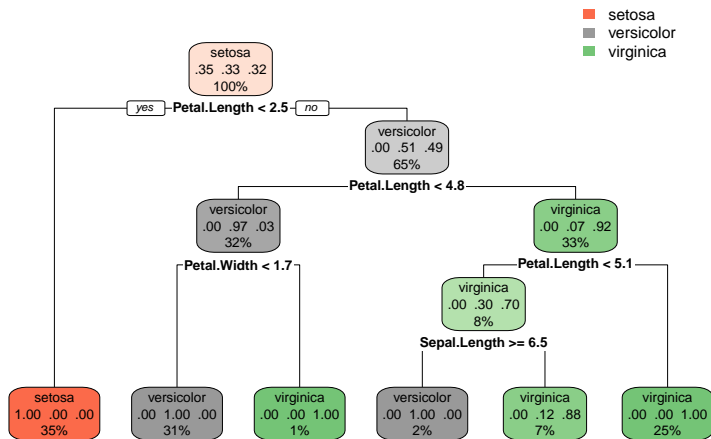 setosa
versicolor
virginica
setosa
.35 .33 .32
100%
yes Petal.Length < 2.5 no
versicolor
.00 .51 .49
65%
Petal.Length < 4.8
versicolor
.00 .97 .03
32%
Petal.Width < 1.7
virginica
.00 .07 .92
33%
Petal.Length < 5.1
virginica
.00 .30 .70
8%
Sepal.Length >= 6.5
setosa
1.00 .00 .00
35%
versicolor
.00 1.00 .00
31%
virginica
.00 .00 1.00
1%
versicolor
.00 1.00 .00
2%
virginica
.00 .12 .88
7%
virginica
.00 .00 1.00
25%